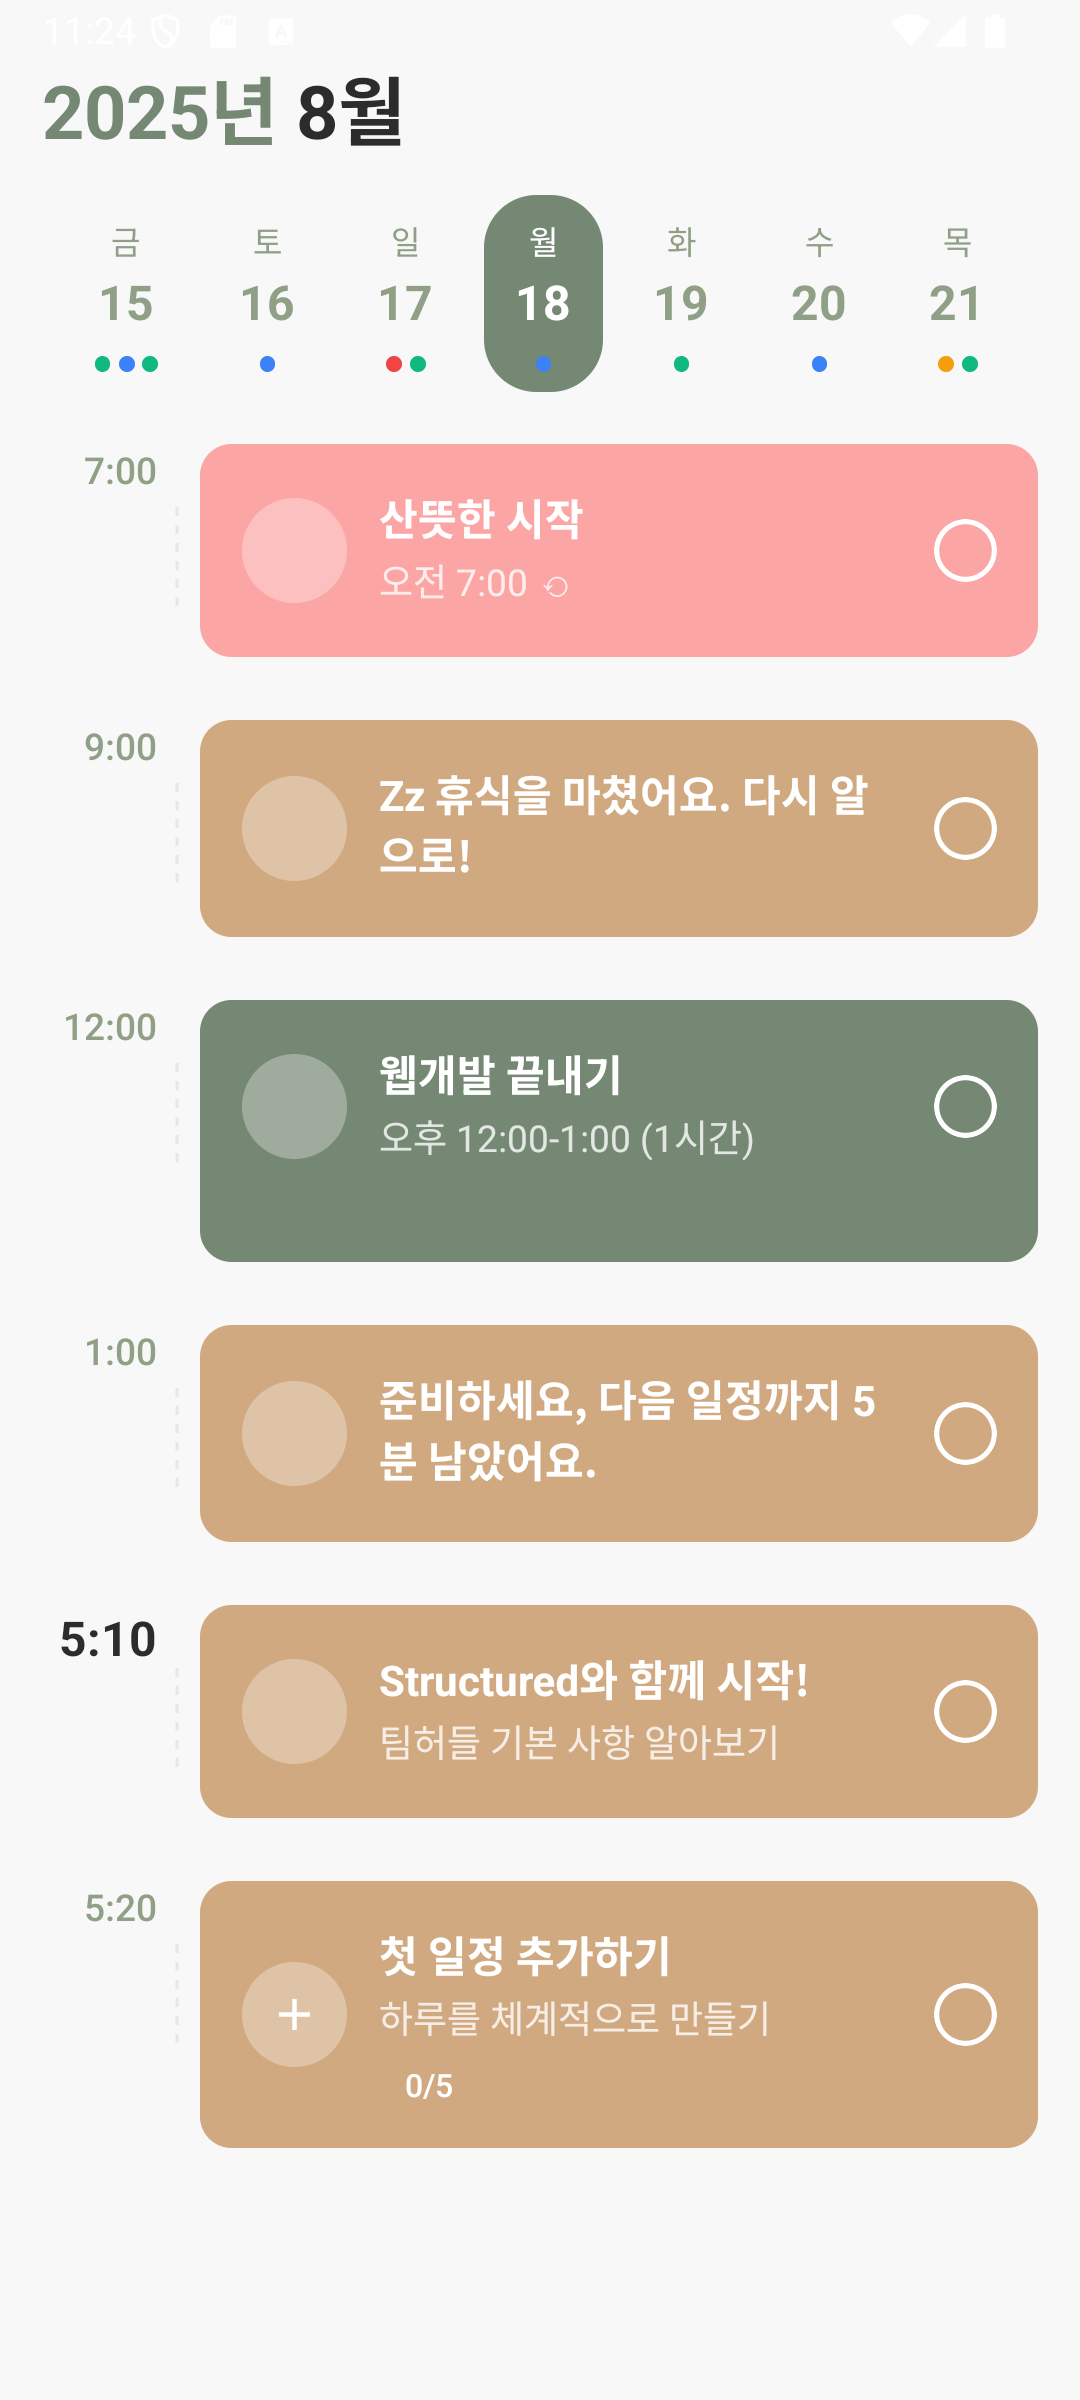 11:24
2025년 8월
금 토 일 월 화 수 목
15 16 17 18 19 20 21
7:00
산뜻한 시작
오전 7:00
9:00
Zz 휴식을 마쳤어요. 다시 알
으로!
12:00
웹개발 끝내기
오후 12:00-1:00 (1시간)
1:00
준비하세요, 다음 일정까지 5
분 남았어요.
5:10
Structured와 함께 시작!
팀허들 기본 사항 알아보기
5:20
첫 일정 추가하기
하루를 체계적으로 만들기
0/5